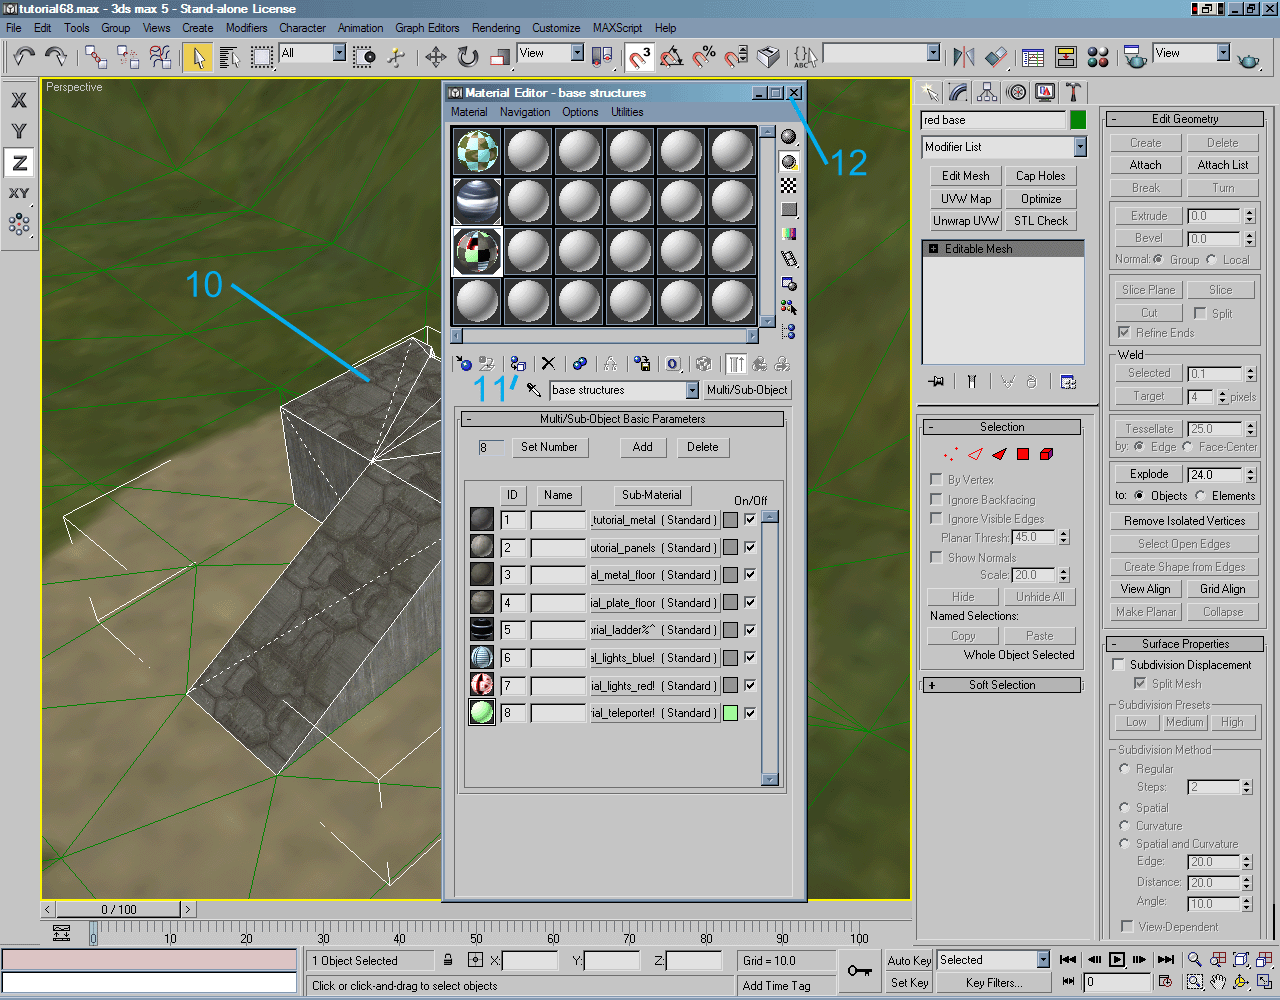 tutorial68.max - 3ds max 5 - Stand-alone License
File Edit Tools Group Views Create Modifiers Character Animation Graph Editors Rendering Customize MAXScript Help
All
View
3
ABC
View
X
Y
Z
XY
Perspective
10
Material Editor - base structures
Material Navigation Options Utilities
12
11
base structures
Multi/Sub-Object
Multi/Sub-Object Basic Parameters
8 Set Number Add Delete
ID Name Sub-Material On/Off
1 _tutorial_metal ( Standard )
2 utorial_panels ( Standard )
3 al_metal_floor ( Standard )
4 ial_plate_floor ( Standard )
5 orial_ladder%^ ( Standard )
6 al_lights_blue! ( Standard )
7 ial_lights_red! ( Standard )
8 rial_teleporter! ( Standard )
red base
Modifier List
Edit Mesh Cap Holes
UVW Map Optimize
Unwrap UVW STL Check
Editable Mesh
- Selection
By Vertex
Ignore Backfacing
Ignore Visible Edges
Planar Thresh: 45.0
Show Normals
Scale: 20.0
Hide Unhide All
Named Selections:
Copy Paste
Whole Object Selected
+ Soft Selection
- Edit Geometry
Create Delete
Attach Attach List
Break Turn
Extrude 0.0
Bevel 0.0
Normal: Group Local
Slice Plane Slice
Cut Split
Refine Ends
Weld
Selected 0.1
Target 4 pixels
Tessellate 25.0
by: Edge Face-Center
Explode 24.0
to: Objects Elements
Remove Isolated Vertices
Select Open Edges
Create Shape from Edges
View Align Grid Align
Make Planar Collapse
- Surface Properties
Subdivision Displacement
Split Mesh
Subdivision Presets
Low Medium High
Subdivision Method
Regular
Steps: 2
Spatial
Curvature
Spatial and Curvature
Edge: 20.0
Distance: 20.0
Angle: 10.0
View-Dependent
< 0 / 100 >
0 10 20 30 40 50 60 70 80 90 100
1 Object Selected X: Y: Z: Grid = 10.0
Auto Key Selected
Click or click-and-drag to select objects
Add Time Tag
Set Key Key Filters... 0